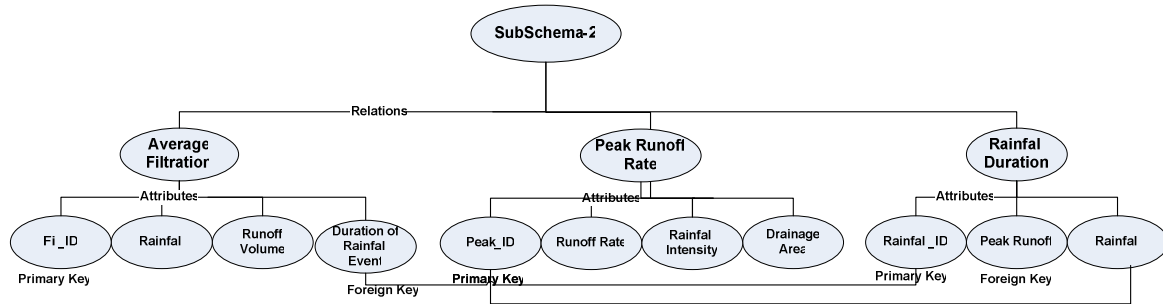 SubSchema-2
Relations
Average
Filtration
Peak Runoff
Rate
Rainfal
Duration
Attributes
Attributes
Attributes
Fi_ID
Rainfal
Runoff
Volume
Duration of
Rainfal
Event
Peak_ID
Runoff Rate
Rainfal
Intensity
Drainage
Area
Rainfal_ID
Peak Runoff
Rainfal
Primary Key
Foreign Key
Primary Key
Primary Key
Foreign Key